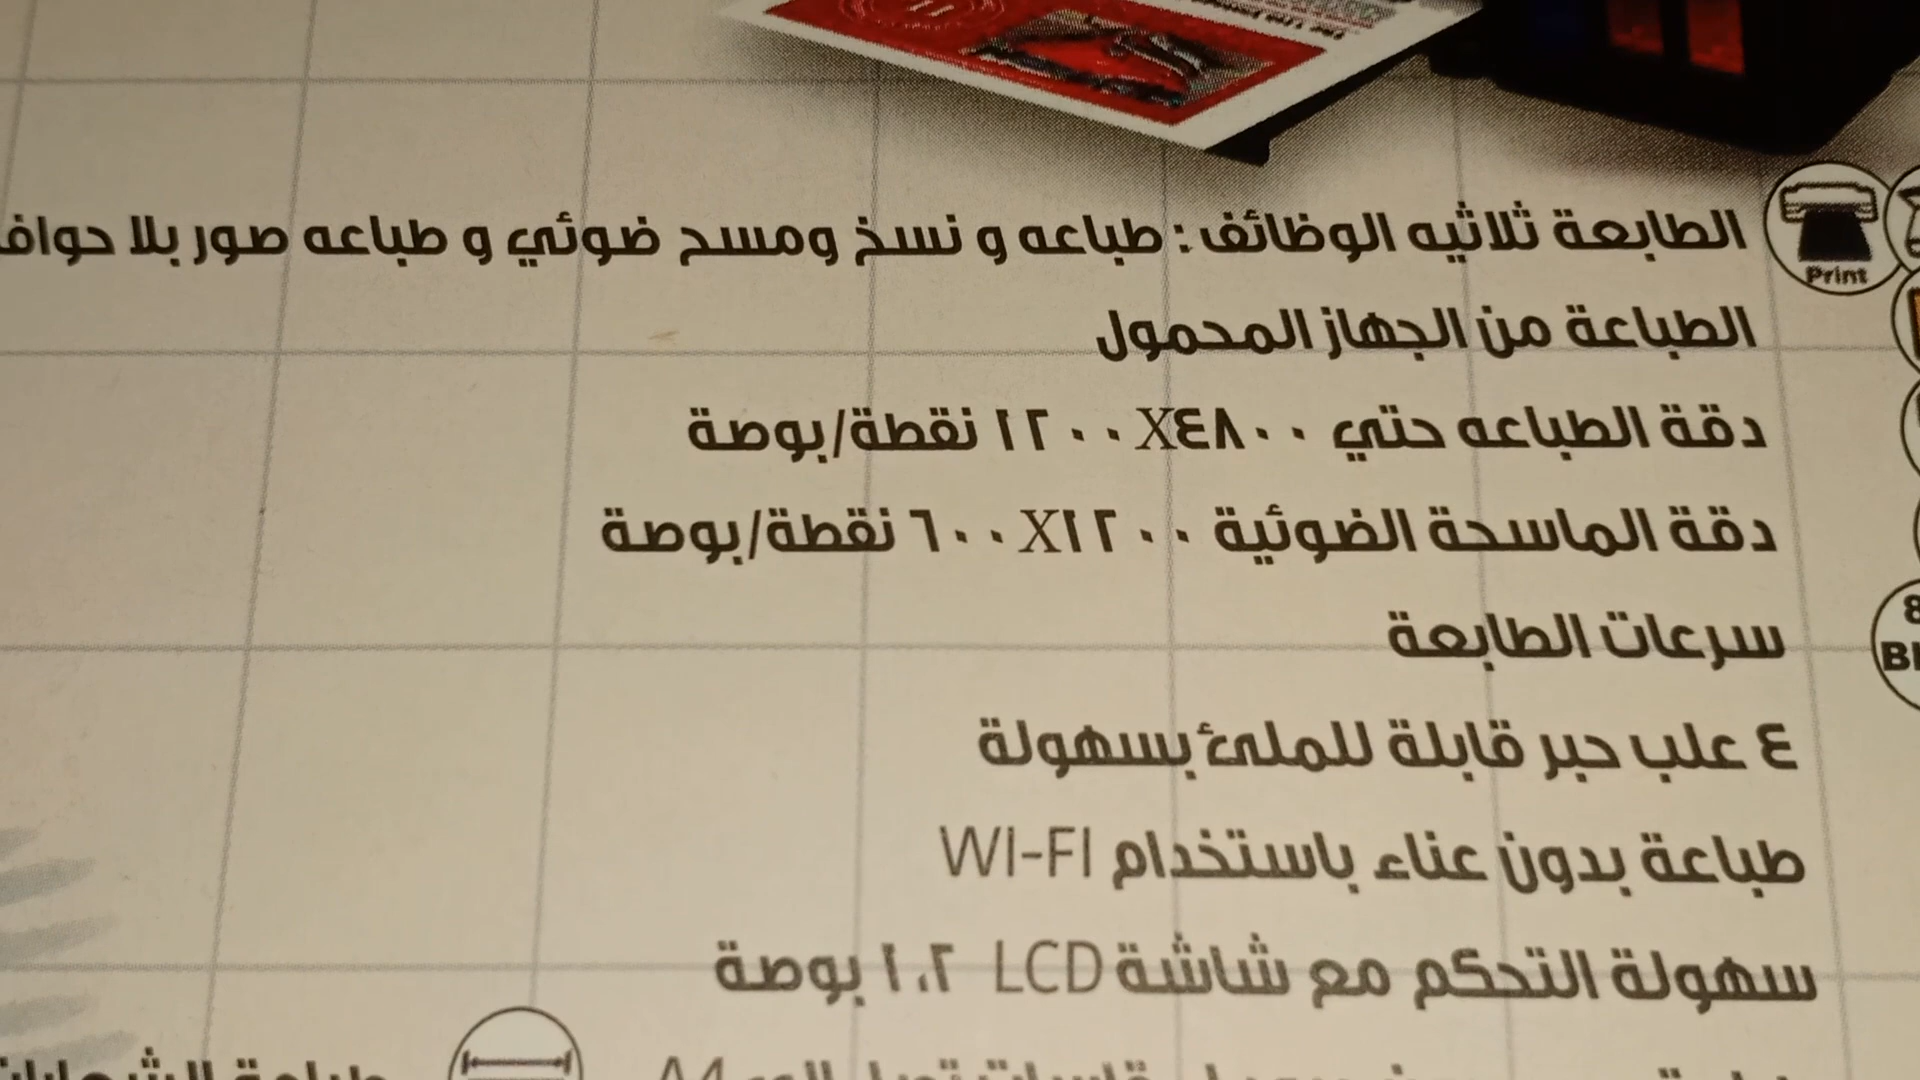 الطابعة ثلاثيه الوظائف : طباعه و نسخ ومسح ضوئي و طباعه صور بلا
Print
الطباعة من الجهاز المحمول
دقة الطباعه حتي ٤٨٠٠X١٢٠٠ نقطة/بوصة
دقة الماسحة الضوئية ١٢٠٠X٦٠٠ نقطة/بوصة
سرعات الطابعة
٤ علب حبر قابلة للملئ بسهولة
طباعة بدون عناء باستخدام WI-FI
سهولة التحكم مع شاشة LCD ١،٢ بوصة